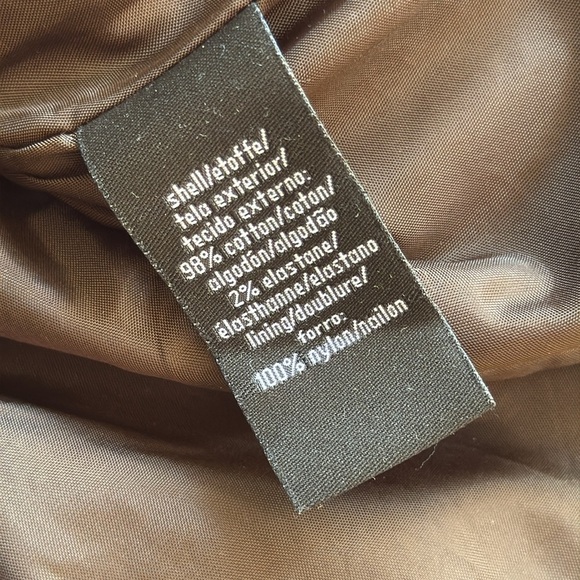 shell/etoffe/
tela exterior/
tecido externo:
98% cotton/coton/
algodón/algodão
2% elastane/
élasthanne/elastano
lining/doublure/
forro:
100% nylon/nailon